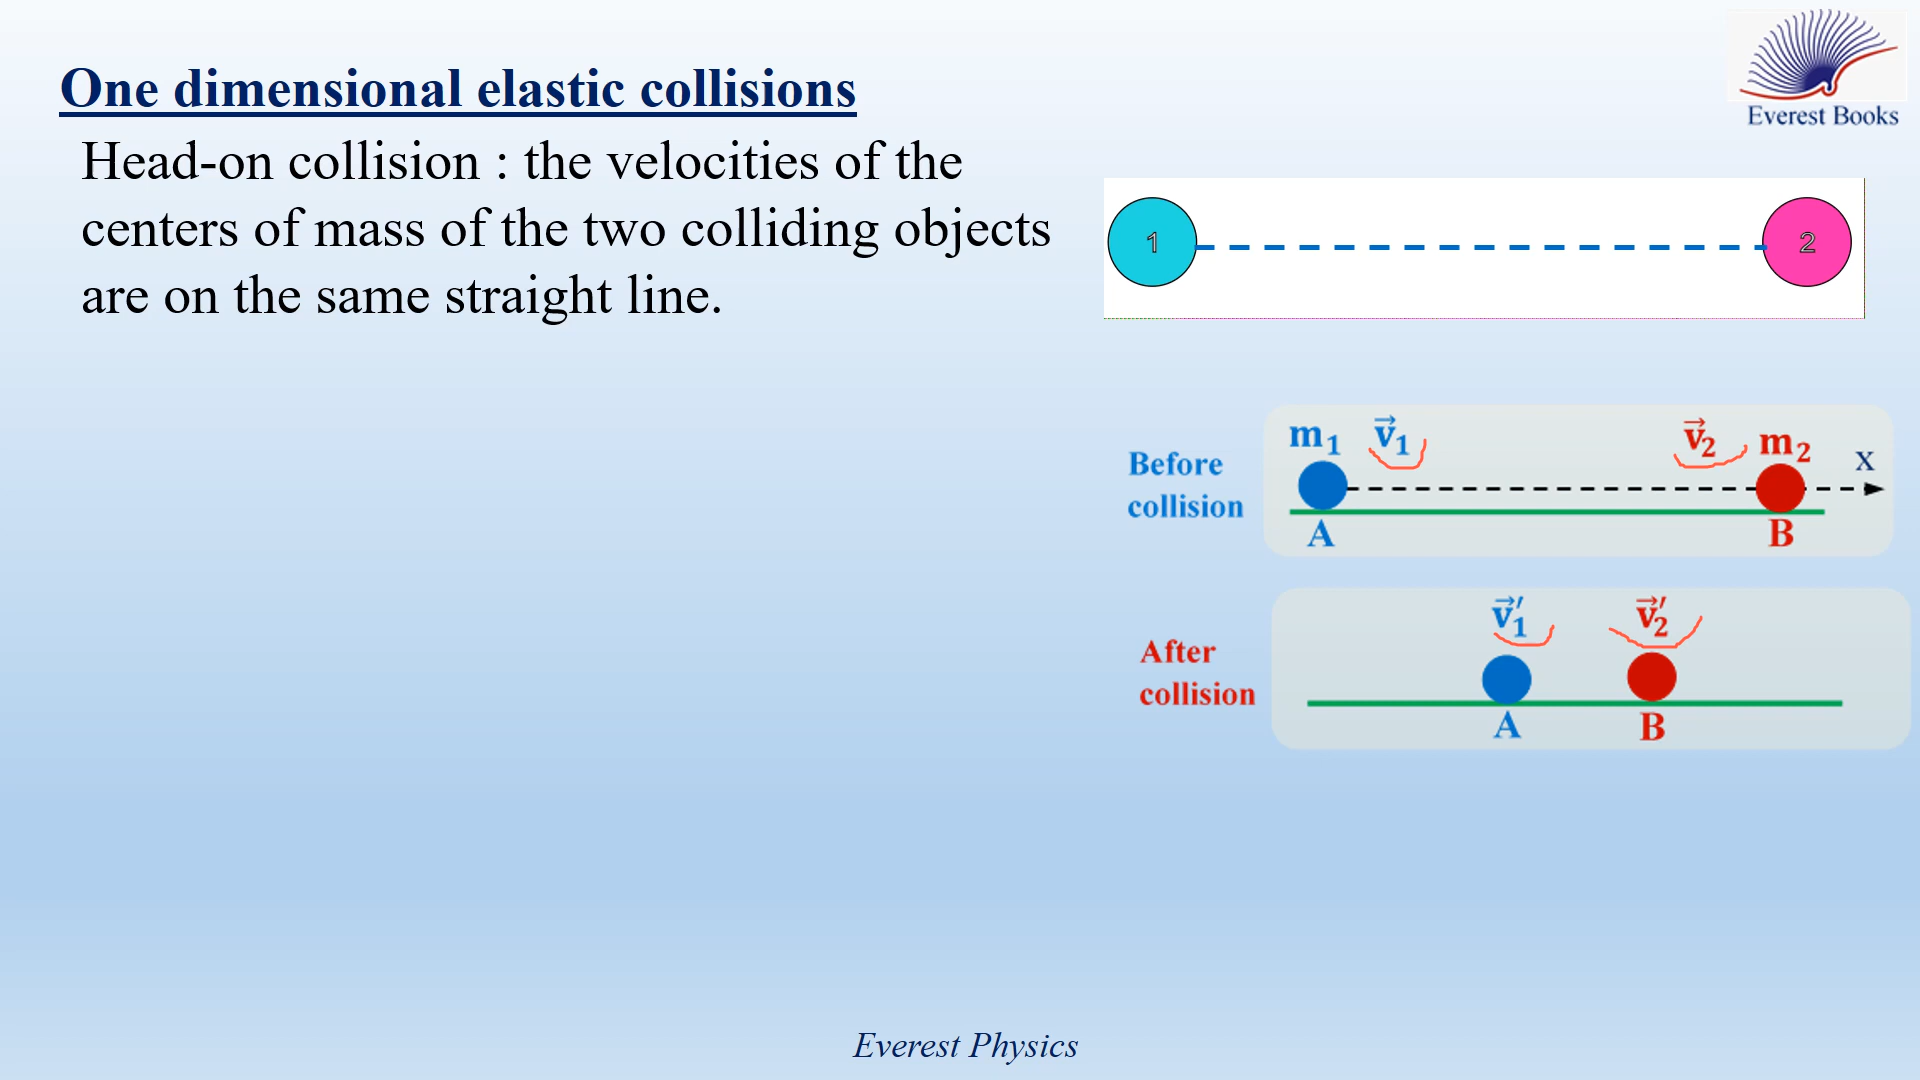 Everest Books
One dimensional elastic collisions
Head-on collision : the velocities of the
centers of mass of the two colliding objects
are on the same straight line.
1
2
Before
collision
m₁ v⃗₁
v⃗₂ m₂
x
A
B
After
collision
v⃗₁′
v⃗₂′
A
B
Everest Physics